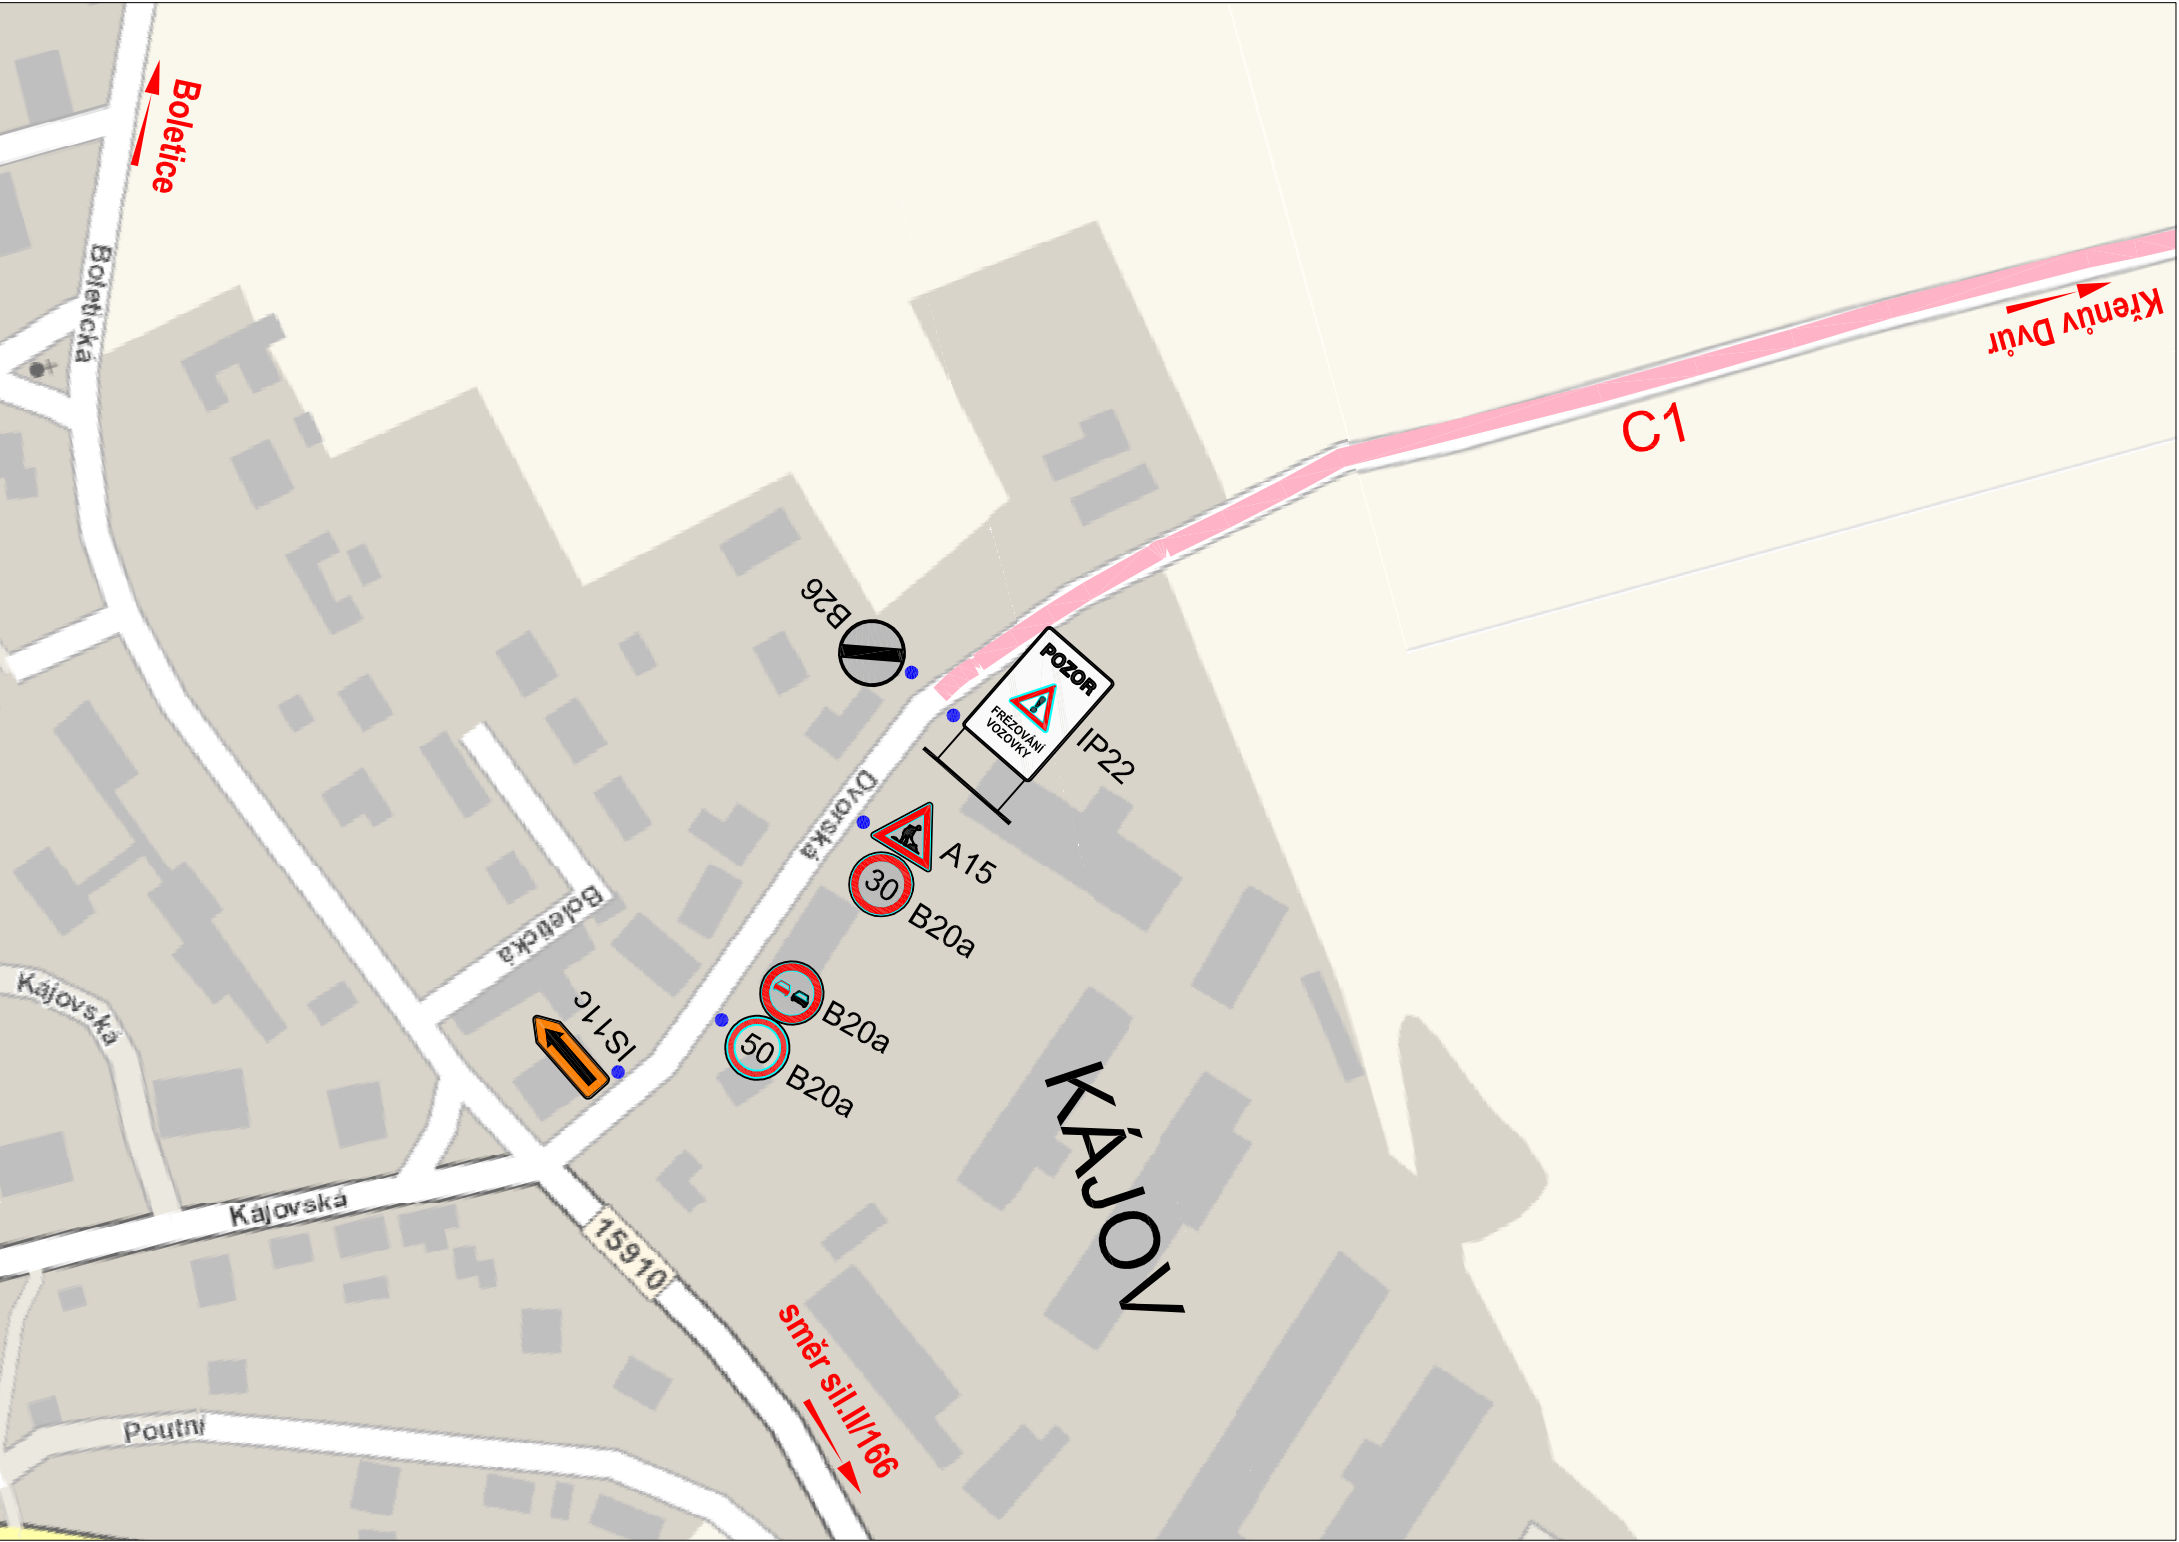 Boletice
Boletická
Křenův Dvůr
C1
B26
POZOR
FRÉZOVÁNÍ
VOZOVKY
IP22
Dvorská
A15
30
B20a
Boletická
Kájovská
IS11c
B20a
50
B20a
KÁJOV
Kájovská
15910
směr sil.II/166
Poutní